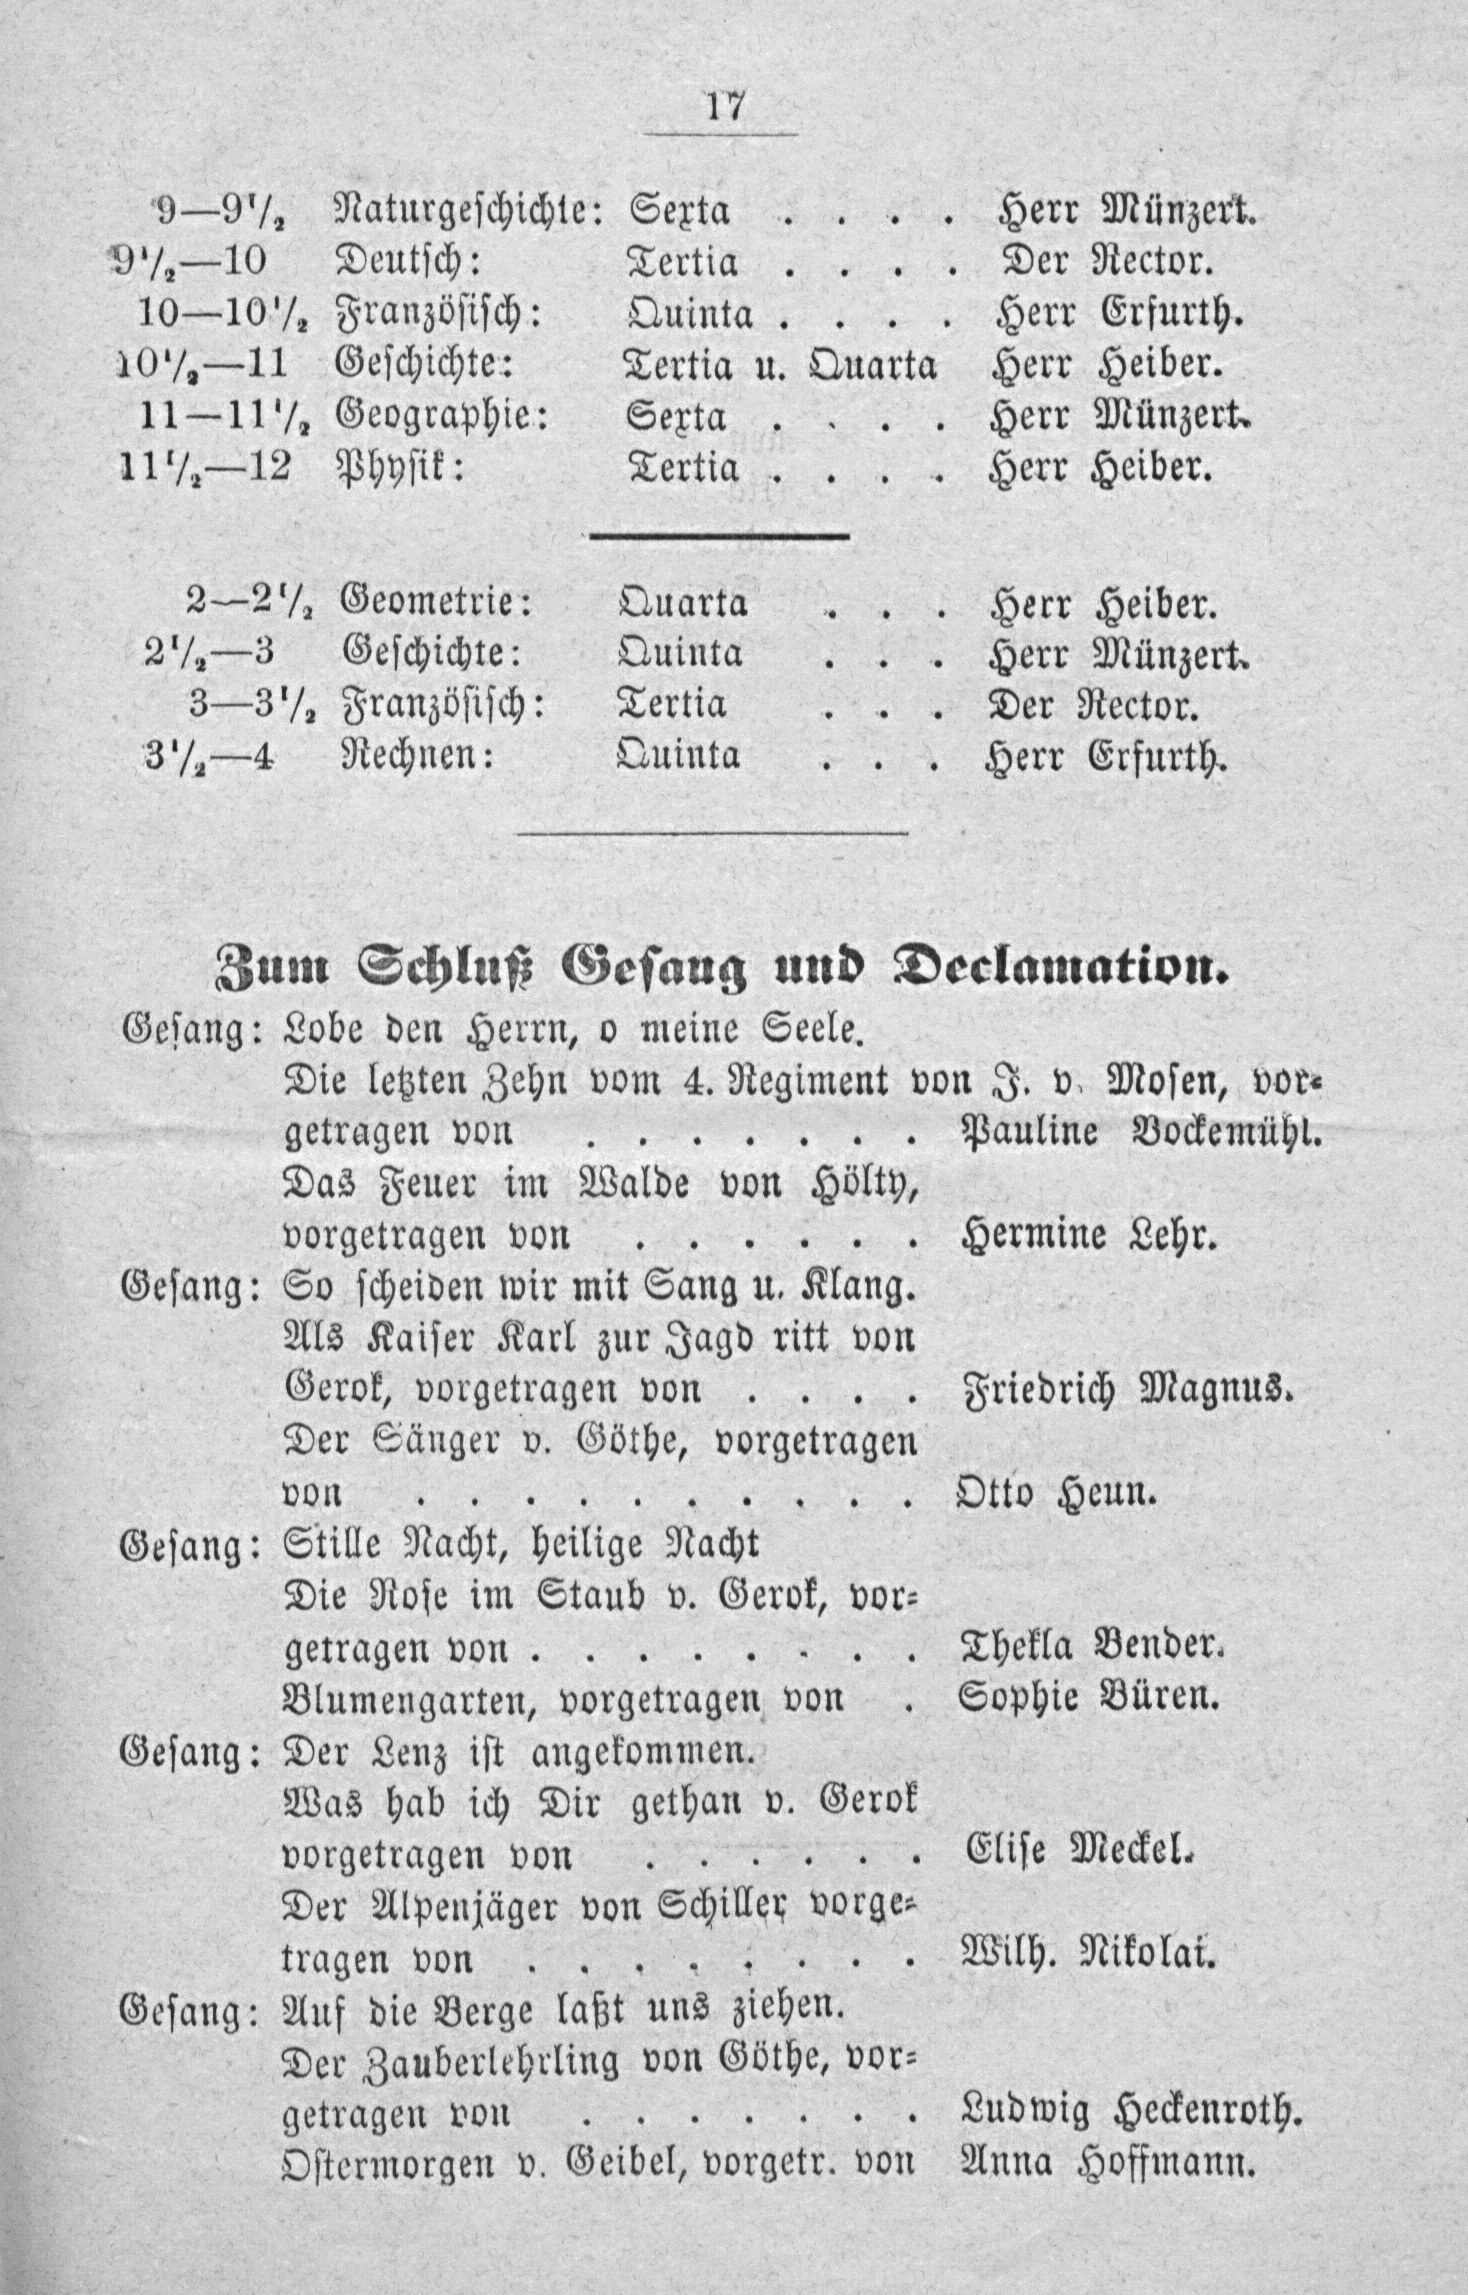 17
9—9½ Naturgeschichte: Sexta . . . . Herr Münzert.
9½—10 Deutsch: Tertia . . . . Der Rector.
10—10½ Französisch: Quinta . . . . Herr Erfurth.
10½—11 Geschichte: Tertia u. Quarta Herr Heiber.
11—11½ Geographie: Sexta . . . . Herr Münzert.
11½—12 Physik: Tertia . . . . Herr Heiber.
2—2½ Geometrie: Quarta . . . Herr Heiber.
2½—3 Geschichte: Quinta . . . Herr Münzert.
3—3½ Französisch: Tertia . . . Der Rector.
3½—4 Rechnen: Quinta . . . Herr Erfurth.
Zum Schluß Gesang und Declamation.
Gesang: Lobe den Herrn, o meine Seele.
Die letzten Zehn vom 4. Regiment von J. v. Mosen, vor-
getragen von . . . . . . . Pauline Bockemühl.
Das Feuer im Walde von Hölty,
vorgetragen von . . . . . . Hermine Lehr.
Gesang: So scheiden wir mit Sang u. Klang.
Als Kaiser Karl zur Jagd ritt von
Gerok, vorgetragen von . . . . Friedrich Magnus.
Der Sänger v. Göthe, vorgetragen
von . . . . . . . . . . Otto Heun.
Gesang: Stille Nacht, heilige Nacht
Die Rose im Staub v. Gerok, vor-
getragen von . . . . . . . . Thekla Bender.
Blumengarten, vorgetragen von . Sophie Büren.
Gesang: Der Lenz ist angekommen.
Was hab ich Dir gethan v. Gerok
vorgetragen von . . . . . . Elise Meckel.
Der Alpenjäger von Schiller vorge-
tragen von . . . . . . . . Wilh. Nikolai.
Gesang: Auf die Berge laßt uns ziehen.
Der Zauberlehrling von Göthe, vor-
getragen von . . . . . . . Ludwig Heckenroth.
Ostermorgen v. Geibel, vorgetr. von Anna Hoffmann.